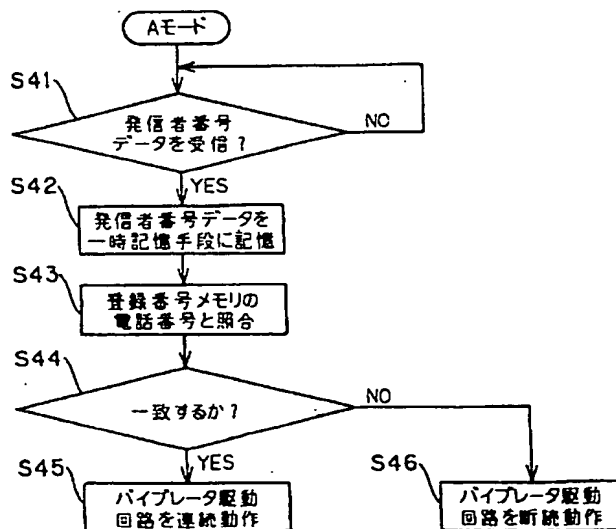 Aモード
S41
発信者番号
データを受信?
NO
YES
S42
発信者番号データを
一時記憶手段に記憶
S43
登録番号メモリの
電話番号と照合
S44
一致するか?
NO
YES
S45
バイブレータ駆動
回路を連続動作
S46
バイブレータ駆動
回路を断続動作